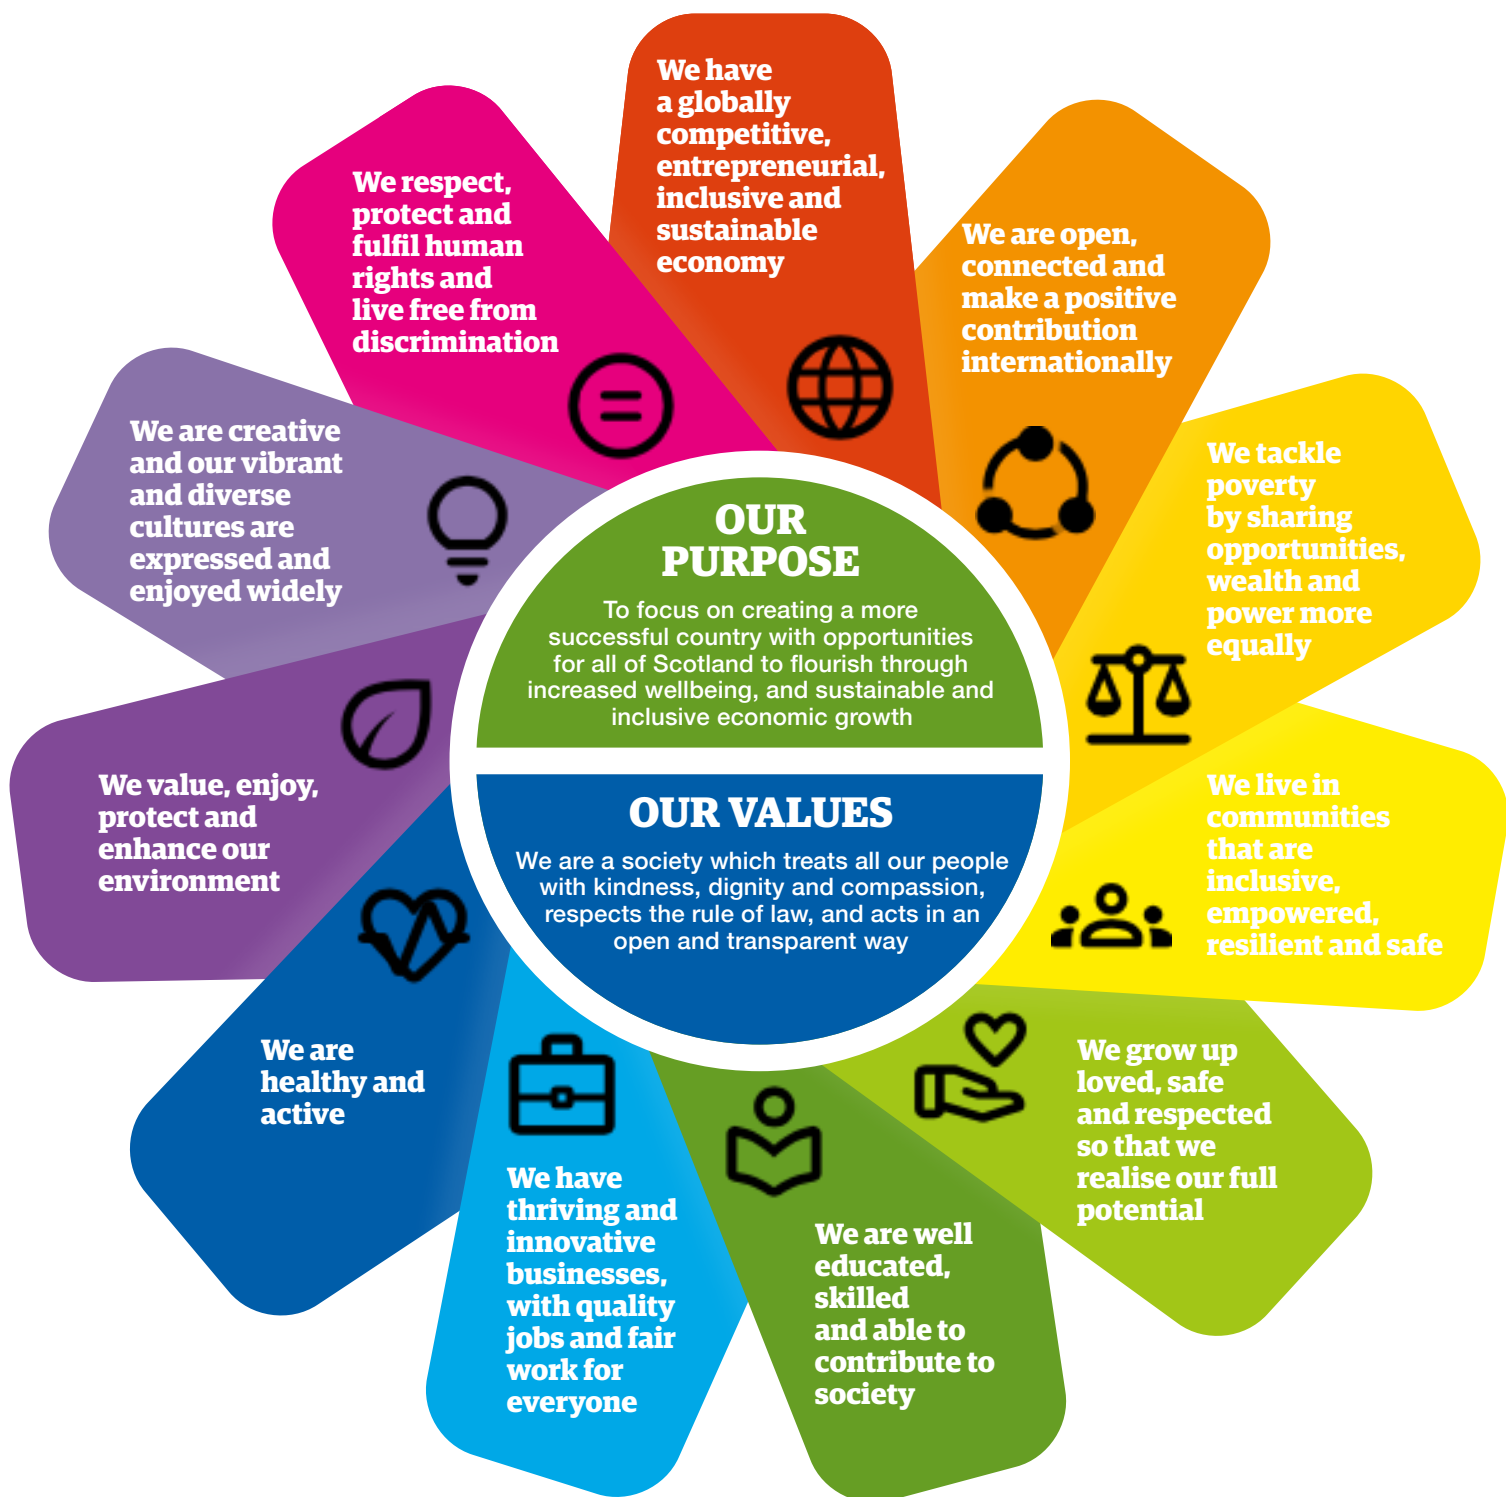 We have
a globally
competitive,
entrepreneurial,
inclusive and
sustainable
economy
We are open,
connected and
make a positive
contribution
internationally
We tackle
poverty
by sharing
opportunities,
wealth and
power more
equally
We live in
communities
that are
inclusive,
empowered,
resilient and safe
We grow up
loved, safe
and respected
so that we
realise our full
potential
We are well
educated,
skilled
and able to
contribute to
society
We have
thriving and
innovative
businesses,
with quality
jobs and fair
work for
everyone
We are
healthy and
active
We value, enjoy,
protect and
enhance our
environment
We are creative
and our vibrant
and diverse
cultures are
expressed and
enjoyed widely
We respect,
protect and
fulfil human
rights and
live free from
discrimination
OUR
PURPOSE
To focus on creating a more
successful country with opportunities
for all of Scotland to flourish through
increased wellbeing, and sustainable and
inclusive economic growth
OUR VALUES
We are a society which treats all our people
with kindness, dignity and compassion,
respects the rule of law, and acts in an
open and transparent way